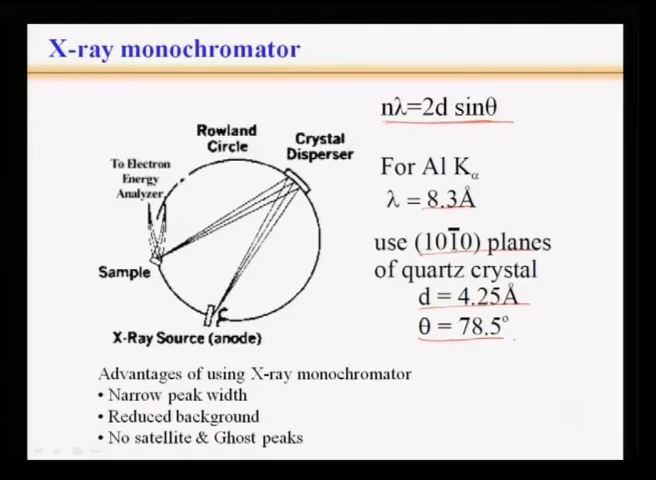 X-ray monochromator
nλ=2d sinθ
Rowland
Circle
Crystal
Disperser
To Electron
Energy
Analyzer
For Al Kα
λ = 8.3Å
use (101̅0) planes
of quartz crystal
d = 4.25Å
θ = 78.5°
Sample
X-Ray Source (anode)
Advantages of using X-ray monochromator
• Narrow peak width
• Reduced background
• No satellite & Ghost peaks